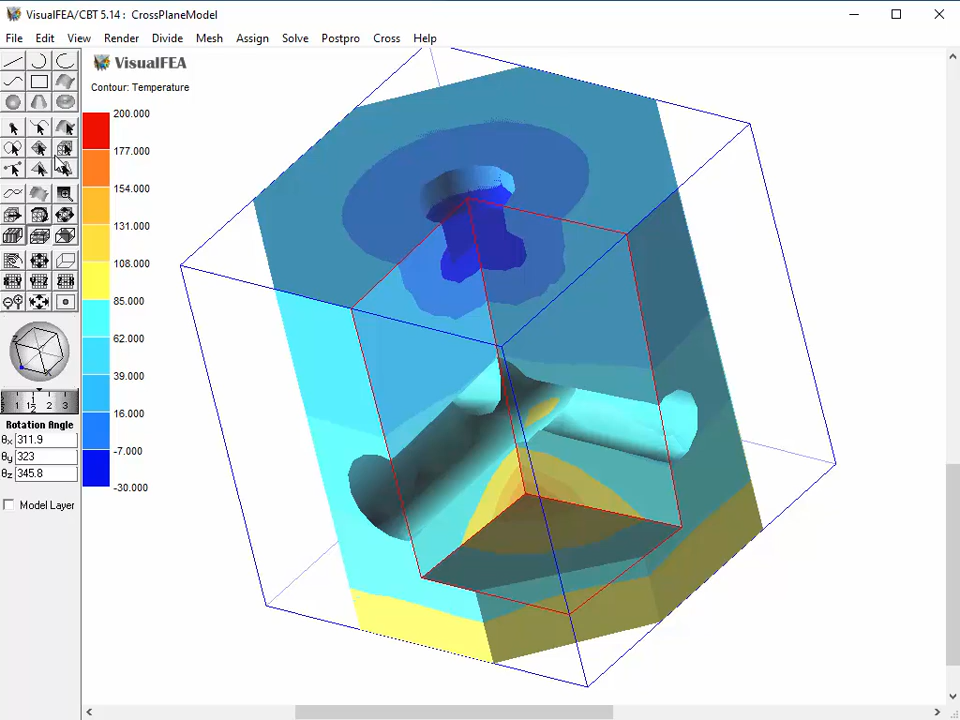 VisualFEA/CBT 5.14 : CrossPlaneModel
File Edit View Render Divide Mesh Assign Solve Postpro Cross Help
VisualFEA
Contour: Temperature
200.000
177.000
154.000
131.000
108.000
85.000
62.000
39.000
16.000
-7.000
-30.000
Z
X
1 1½ 2 3
Rotation Angle
θx 311.9
θy 323
θz 345.8
Model Layer